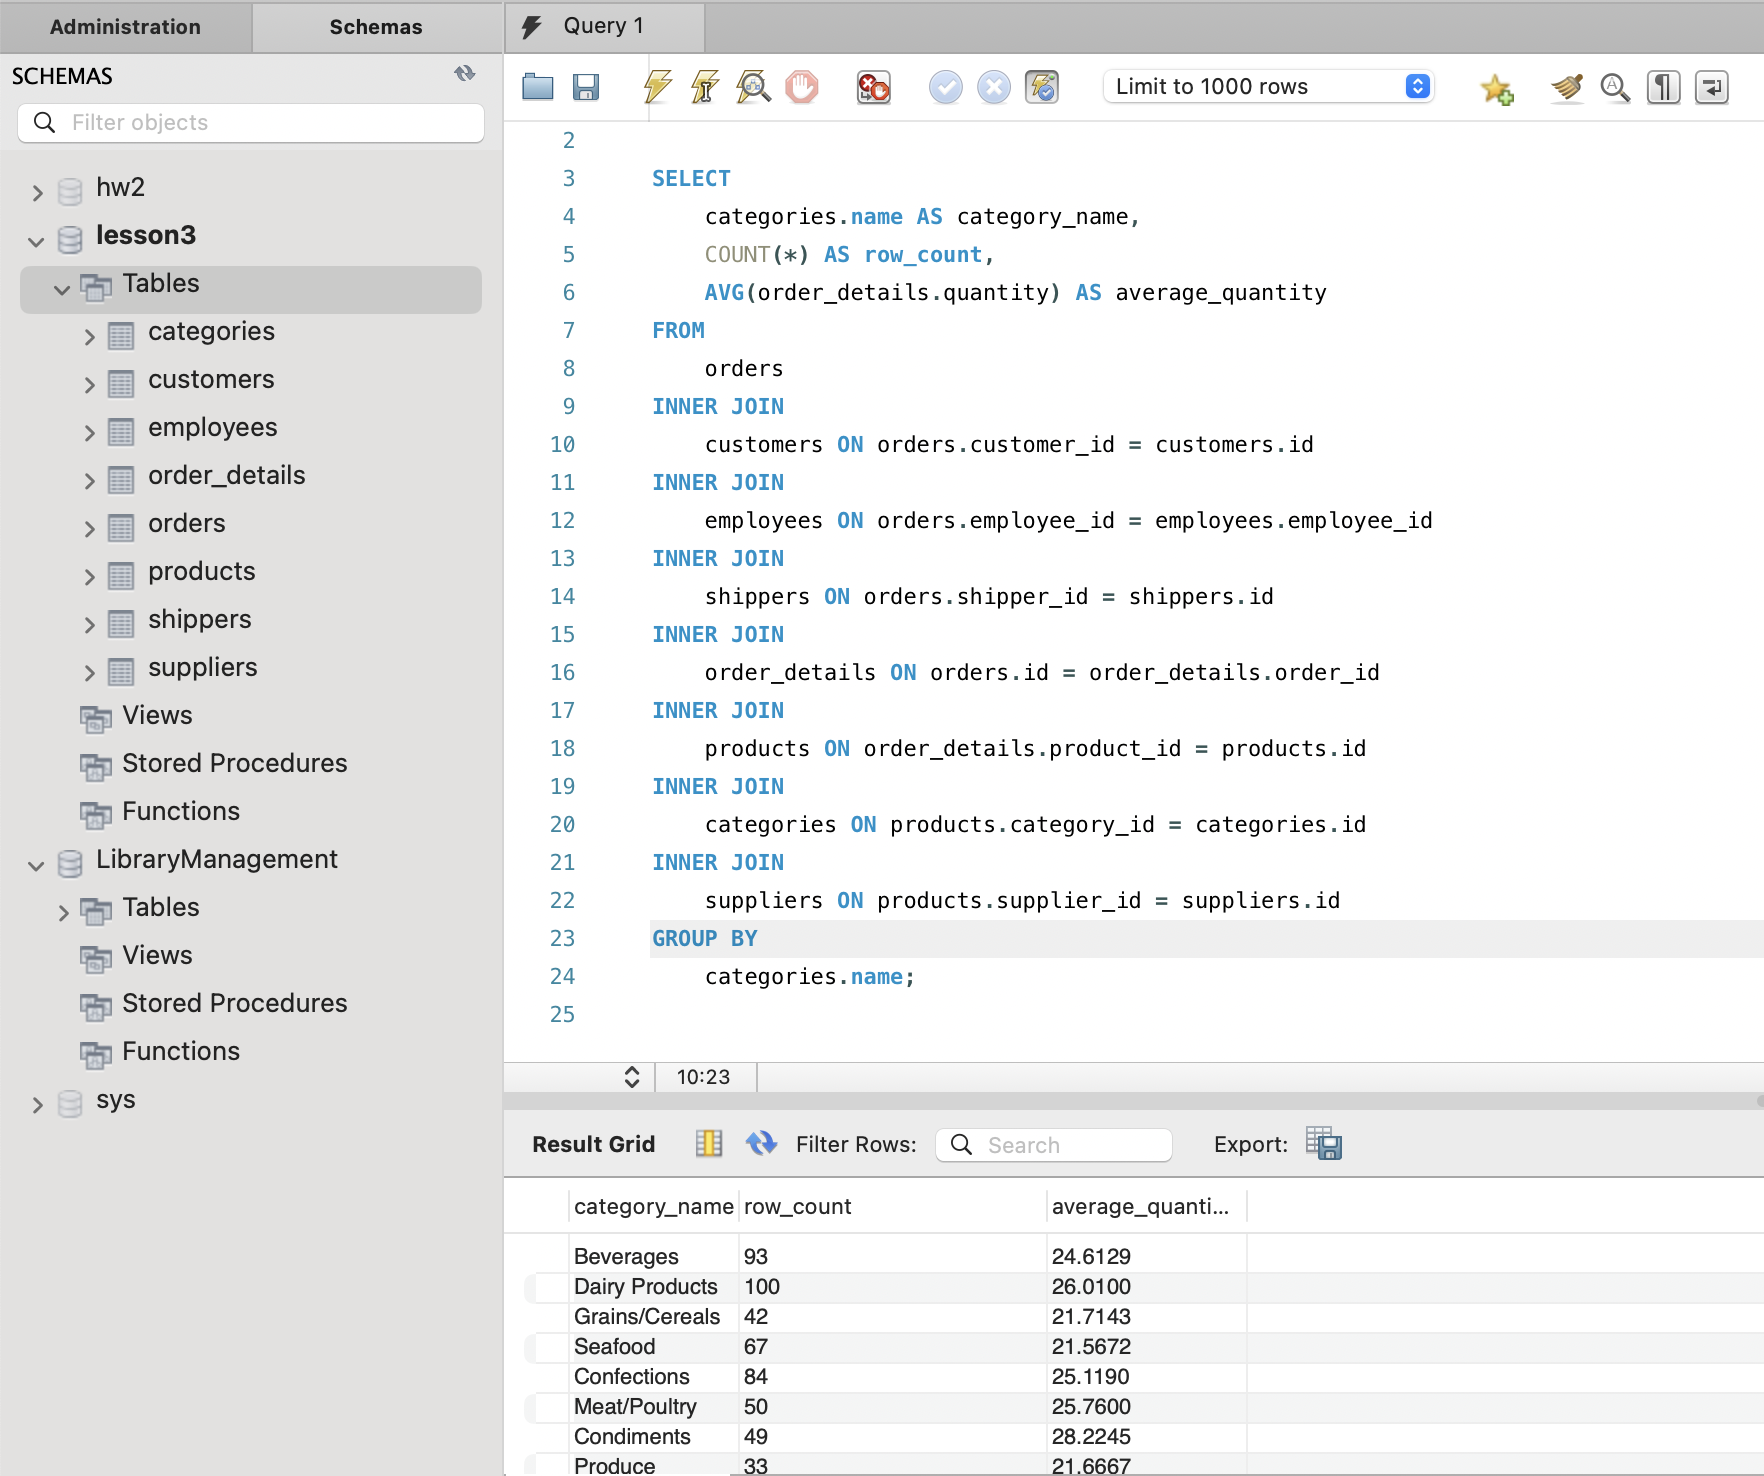 Administration
Schemas
SCHEMAS
Filter objects
hw2
lesson3
Tables
categories
customers
employees
order_details
orders
products
shippers
suppliers
Views
Stored Procedures
Functions
LibraryManagement
Tables
Views
Stored Procedures
Functions
sys
Query 1
Limit to 1000 rows
2
3 SELECT
4 categories.name AS category_name,
5 COUNT(*) AS row_count,
6 AVG(order_details.quantity) AS average_quantity
7 FROM
8 orders
9 INNER JOIN
10 customers ON orders.customer_id = customers.id
11 INNER JOIN
12 employees ON orders.employee_id = employees.employee_id
13 INNER JOIN
14 shippers ON orders.shipper_id = shippers.id
15 INNER JOIN
16 order_details ON orders.id = order_details.order_id
17 INNER JOIN
18 products ON order_details.product_id = products.id
19 INNER JOIN
20 categories ON products.category_id = categories.id
21 INNER JOIN
22 suppliers ON products.supplier_id = suppliers.id
23 GROUP BY
24 categories.name;
25
10:23
Result Grid Filter Rows: Search Export:
category_name row_count average_quanti...
Beverages 93 24.6129
Dairy Products 100 26.0100
Grains/Cereals 42 21.7143
Seafood 67 21.5672
Confections 84 25.1190
Meat/Poultry 50 25.7600
Condiments 49 28.2245
Produce 33 21.6667